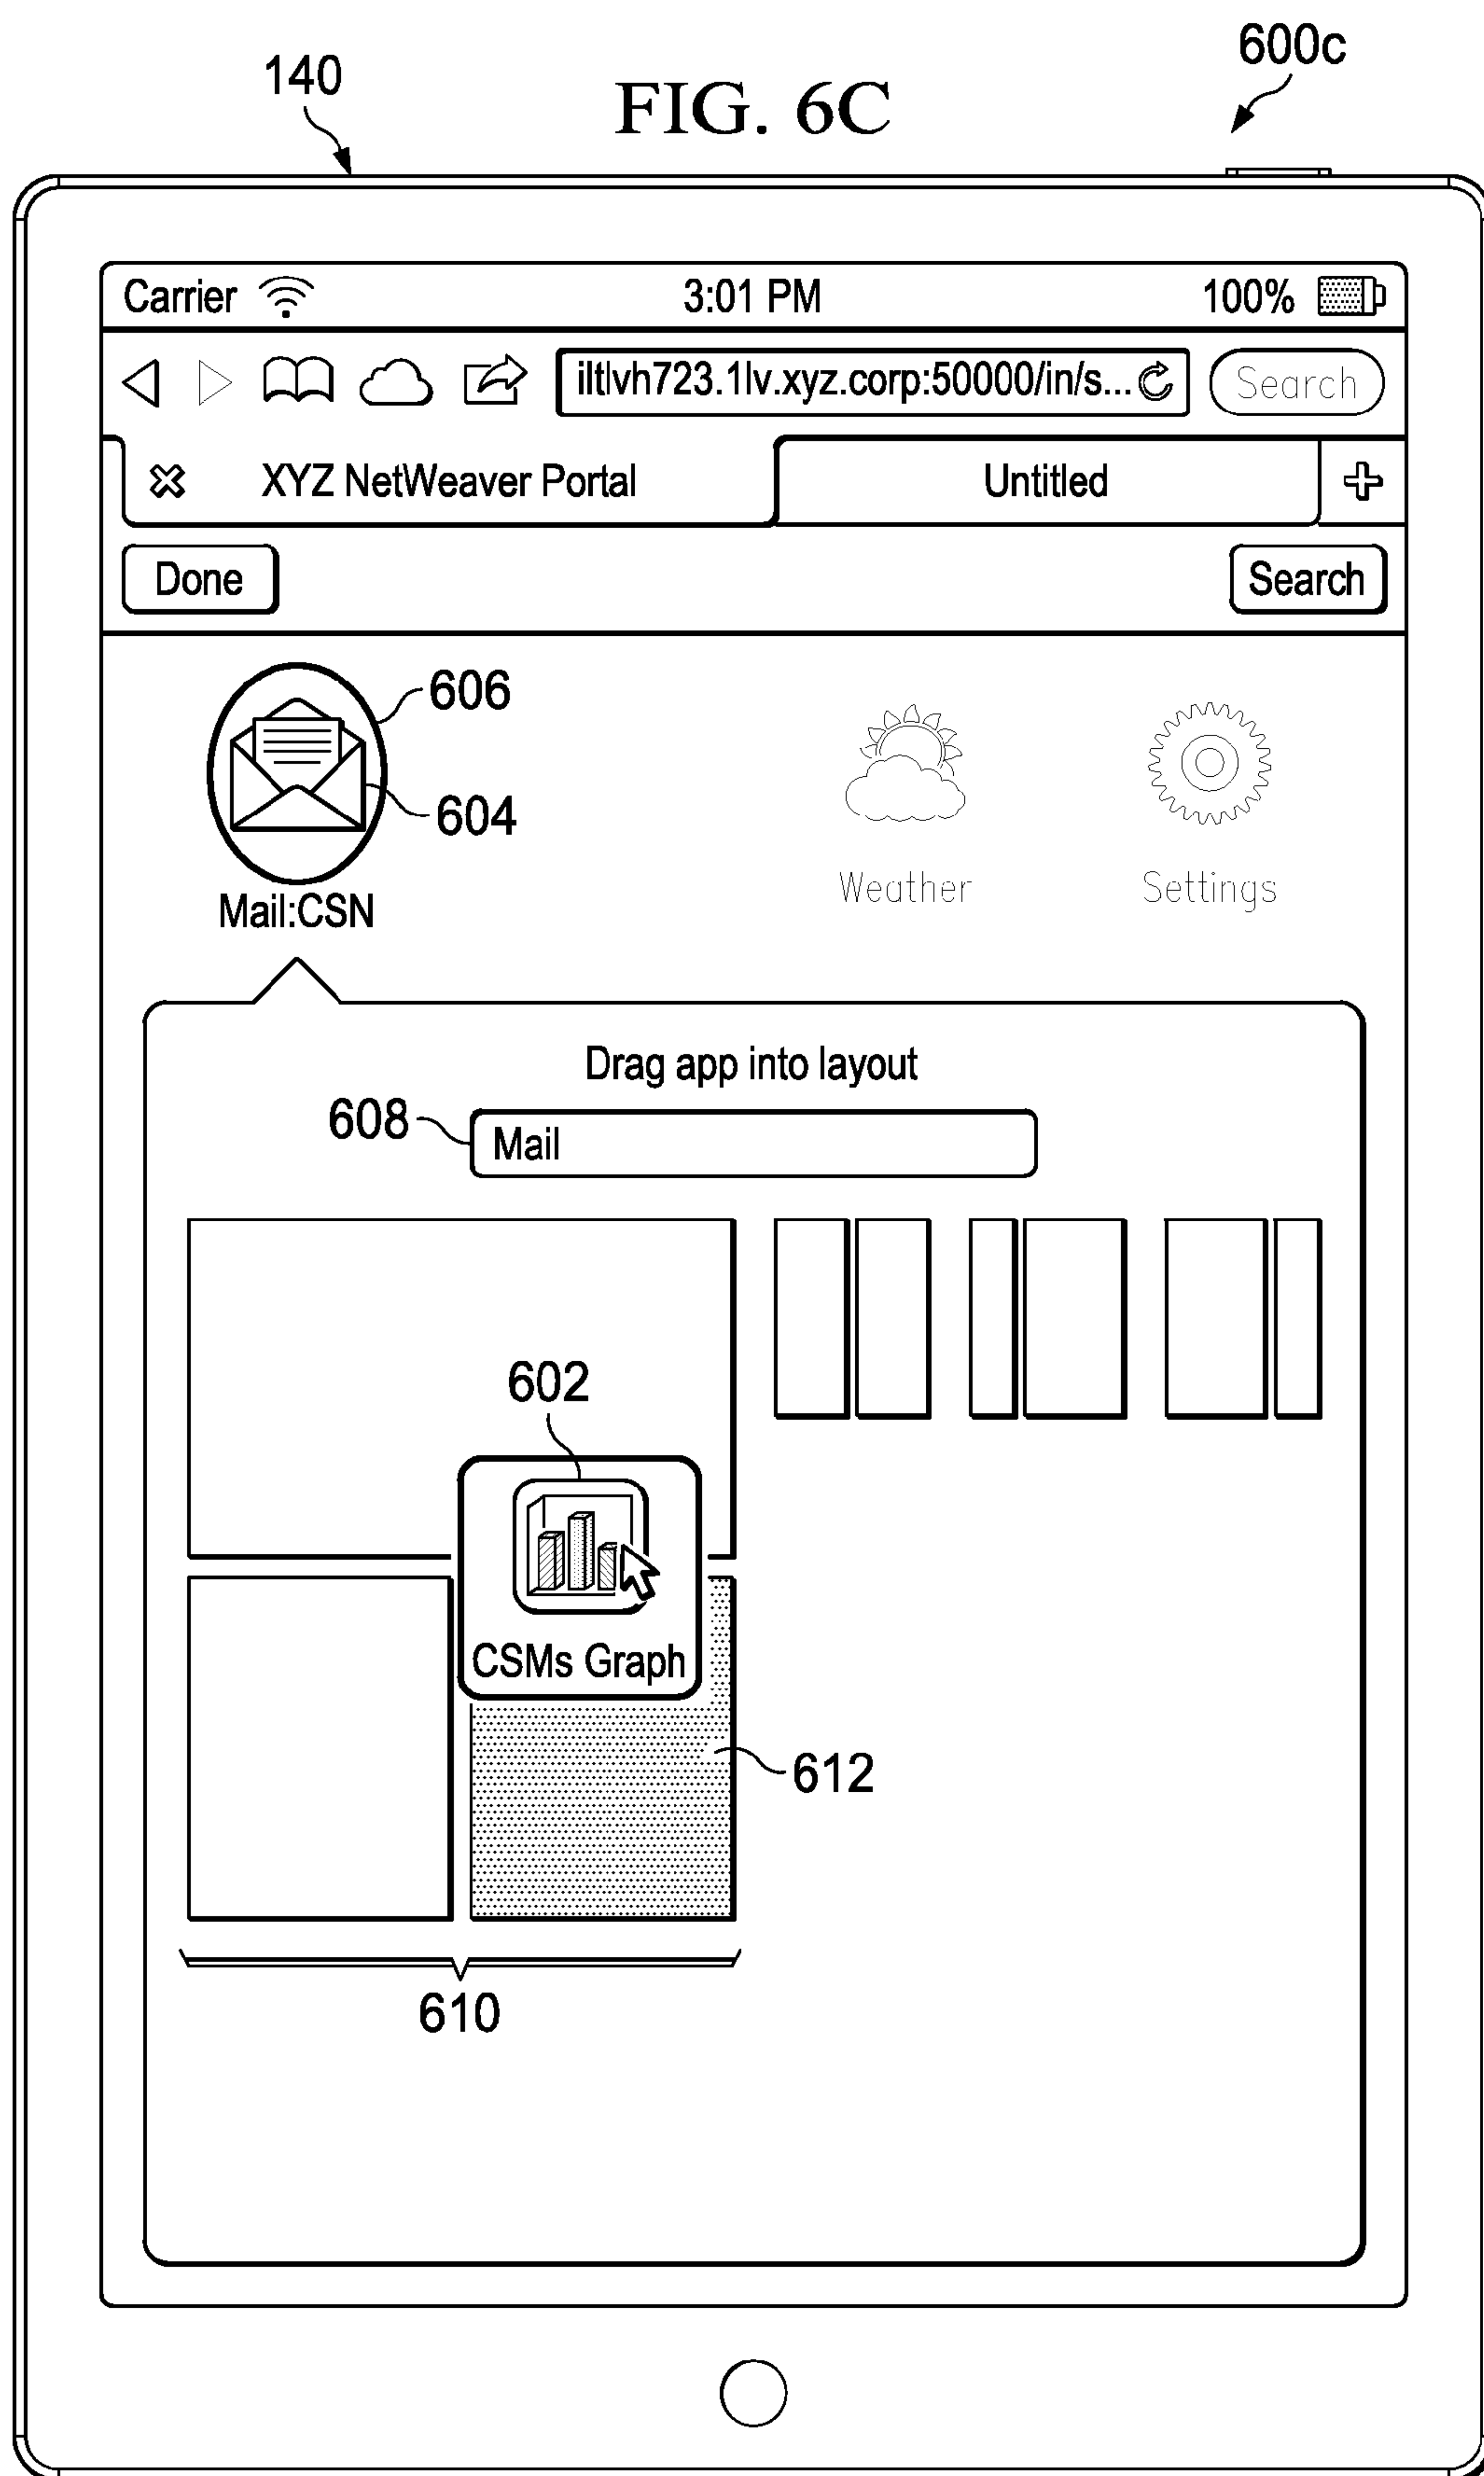 600c
140
FIG. 6C
Carrier 3:01 PM 100%
iltlvh723.1lv.xyz.corp:50000/in/s... Search
XYZ NetWeaver Portal Untitled
Done Search
606
604
Mail:CSN Weather Settings
Drag app into layout
608 Mail
602
CSMs Graph
612
610